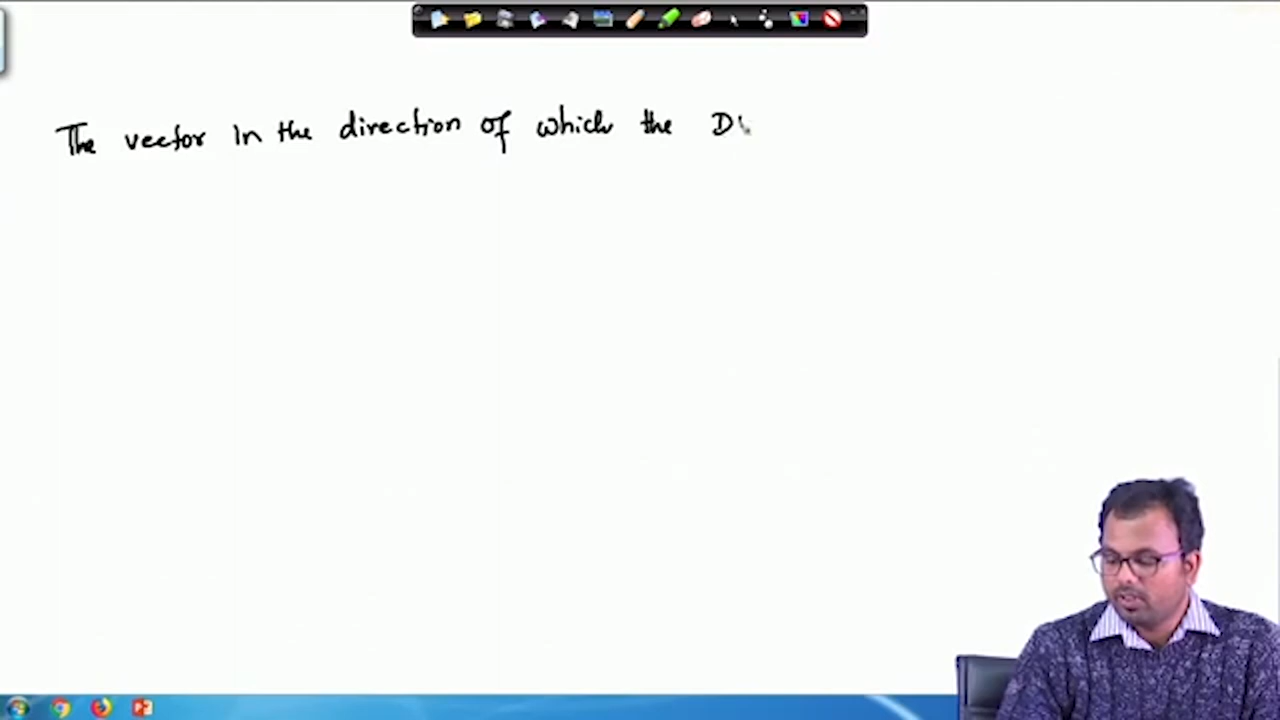 The vector in the direction of which the D